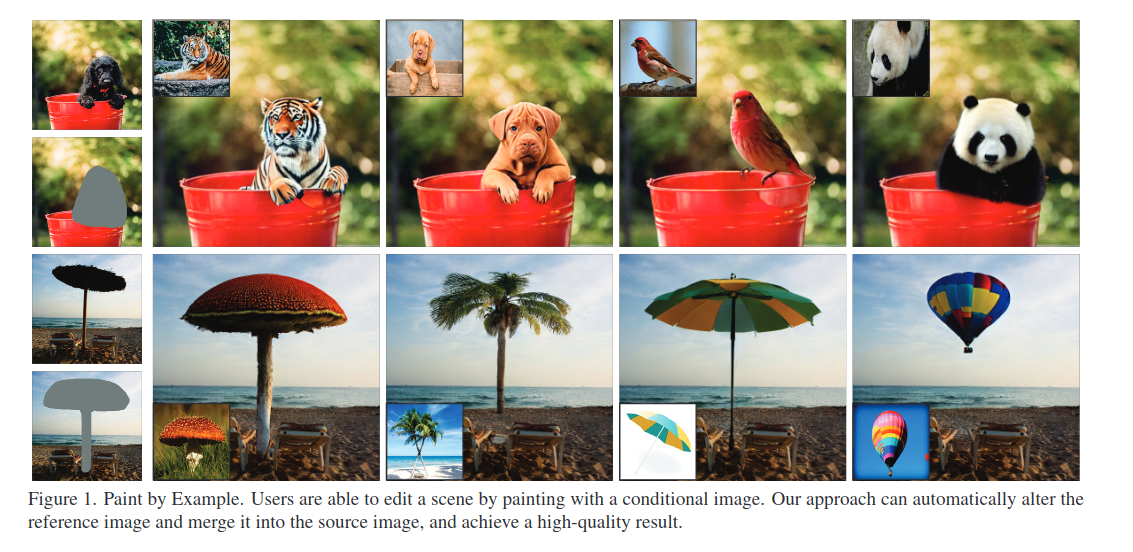 Figure 1. Paint by Example. Users are able to edit a scene by painting with a conditional image. Our approach can automatically alter the
reference image and merge it into the source image, and achieve a high-quality result.